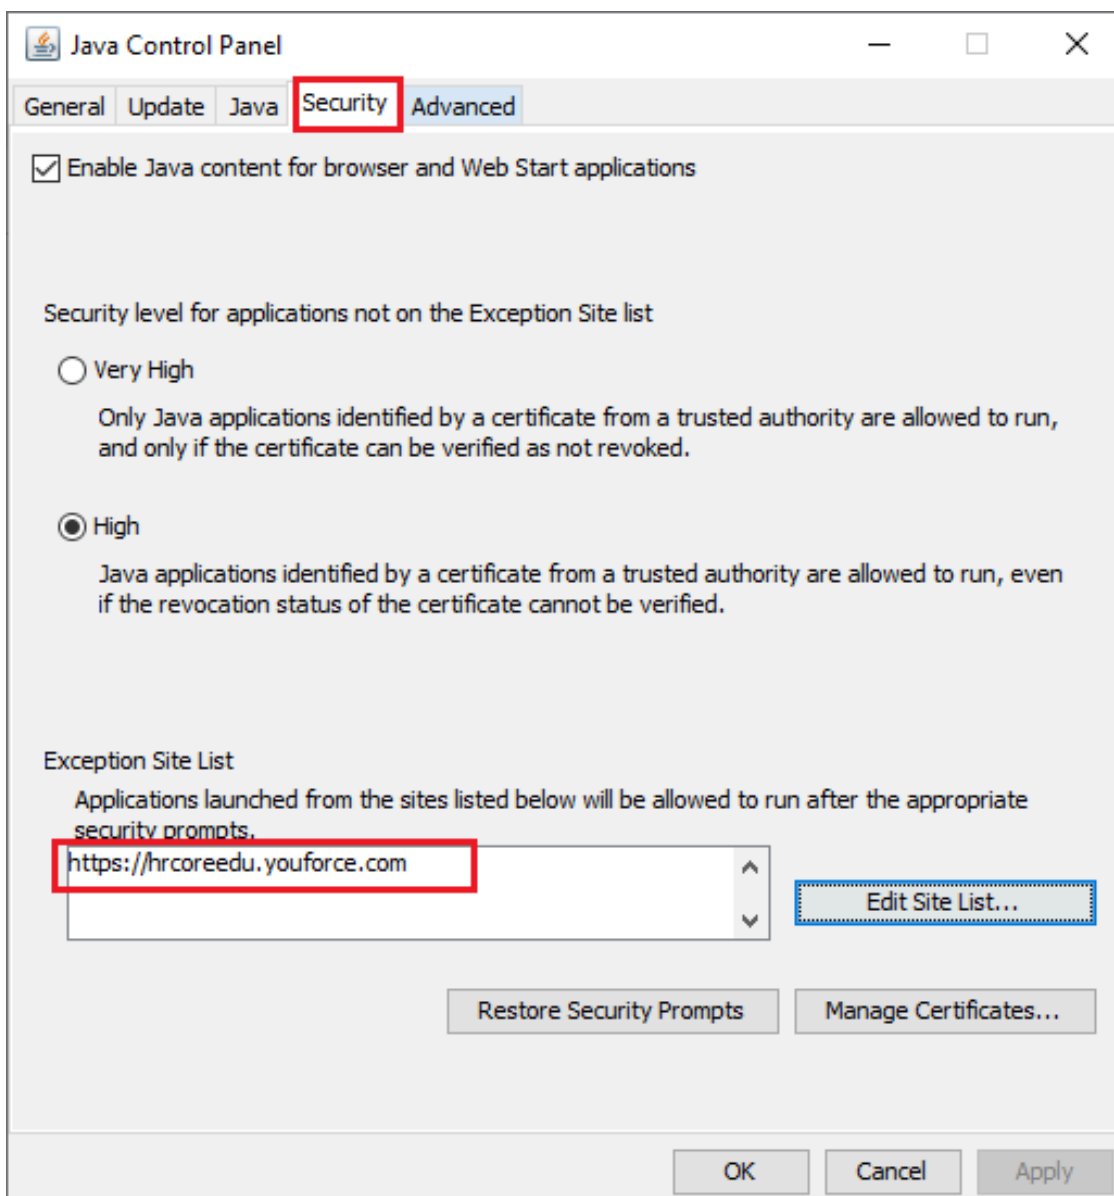 Java Control Panel
General Update Java Security Advanced
Enable Java content for browser and Web Start applications
Security level for applications not on the Exception Site list
Very High
Only Java applications identified by a certificate from a trusted authority are allowed to run,
and only if the certificate can be verified as not revoked.
High
Java applications identified by a certificate from a trusted authority are allowed to run, even
if the revocation status of the certificate cannot be verified.
Exception Site List
Applications launched from the sites listed below will be allowed to run after the appropriate
security prompts.
https://hrcoreedu.youforce.com
Edit Site List...
Restore Security Prompts Manage Certificates...
OK Cancel Apply